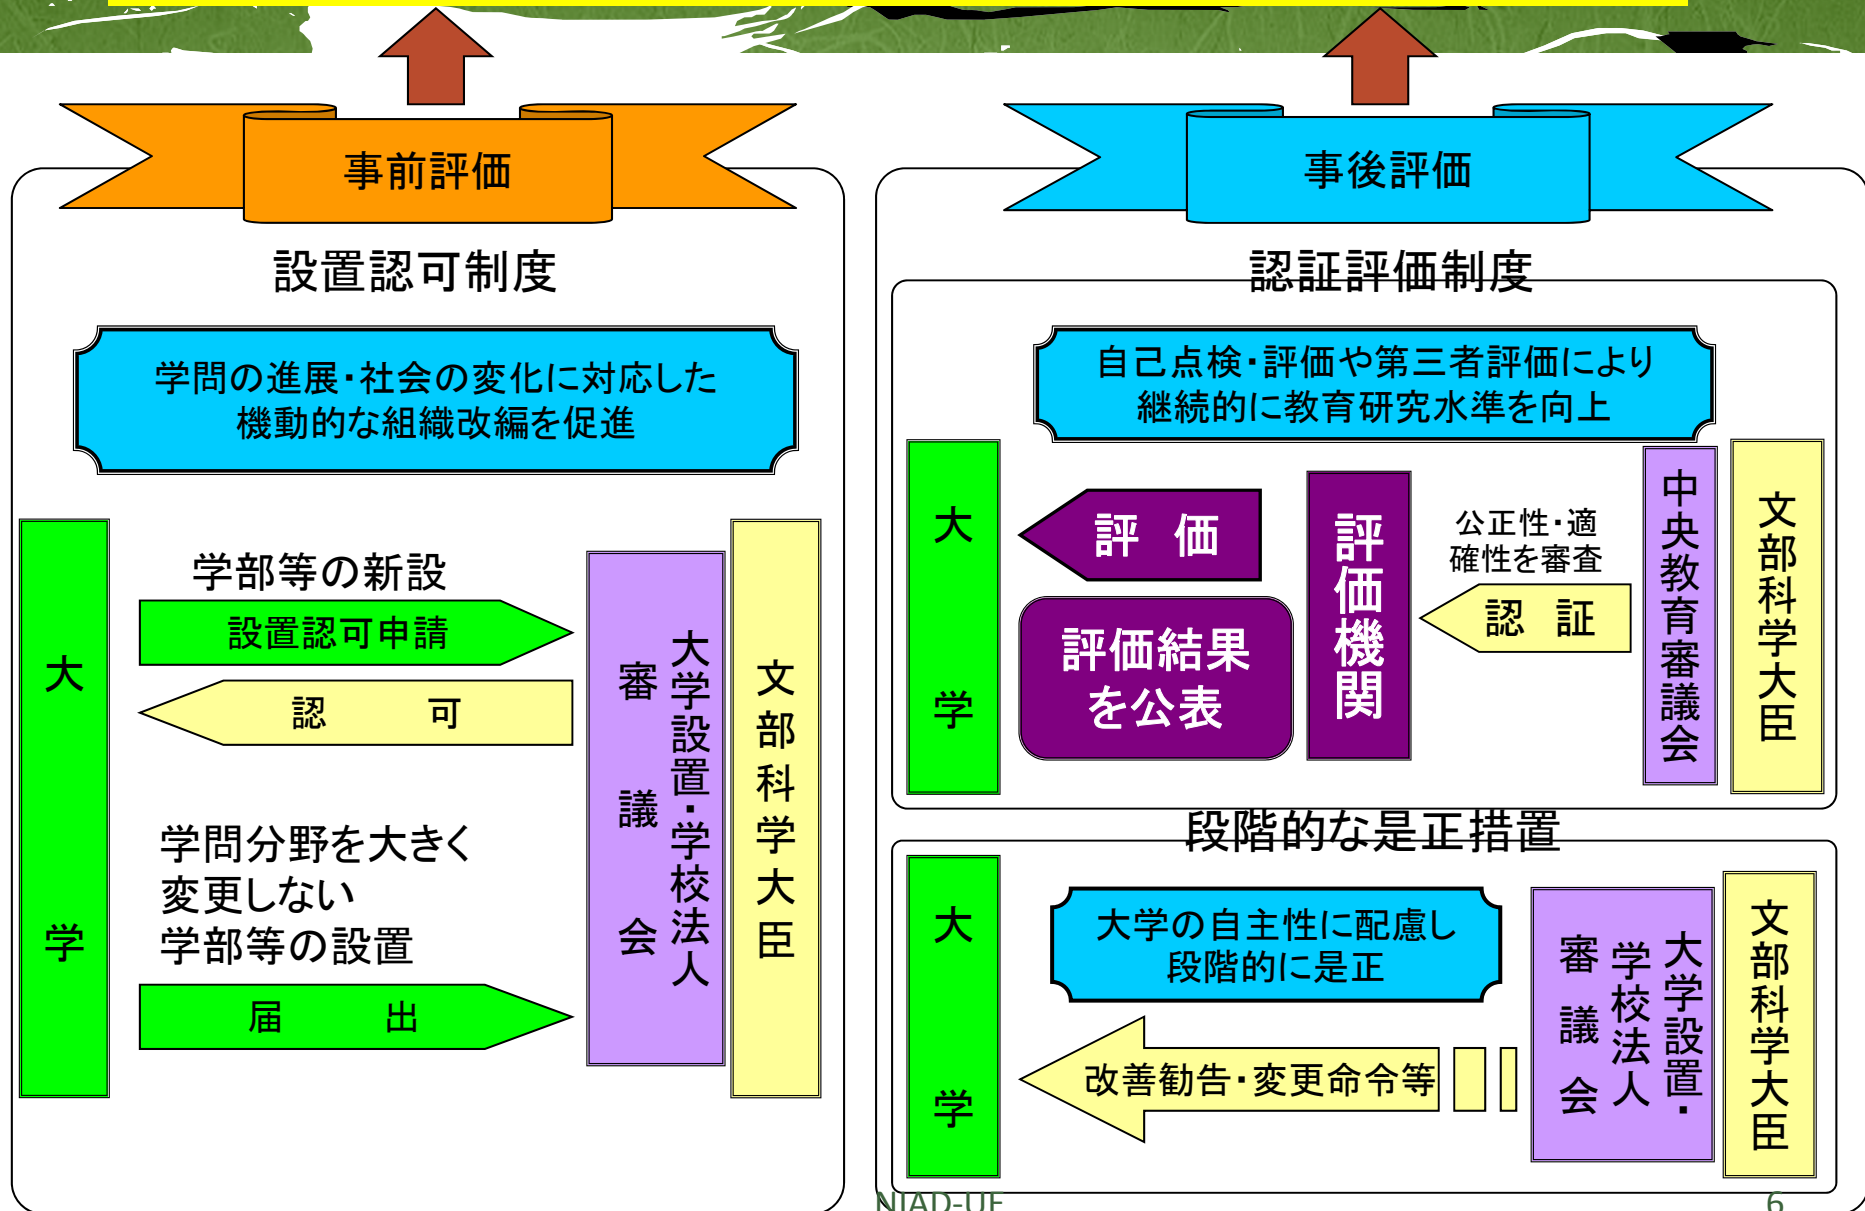 事前評価
設置認可制度
学問の進展・社会の変化に対応した
機動的な組織改編を促進
大学
学部等の新設
設置認可申請
認可
学問分野を大きく
変更しない
学部等の設置
届出
大学設置・学校法人
審議会
文部科学大臣
事後評価
認証評価制度
自己点検・評価や第三者評価により
継続的に教育研究水準を向上
大学
評価
評価結果
を公表
評価機関
公正性・適
確性を審査
認証
中央教育審議会
文部科学大臣
段階的な是正措置
大学
大学の自主性に配慮し
段階的に是正
改善勧告・変更命令等
大学設置・
学校法人
審議会
文部科学大臣
NIAD-UE
6